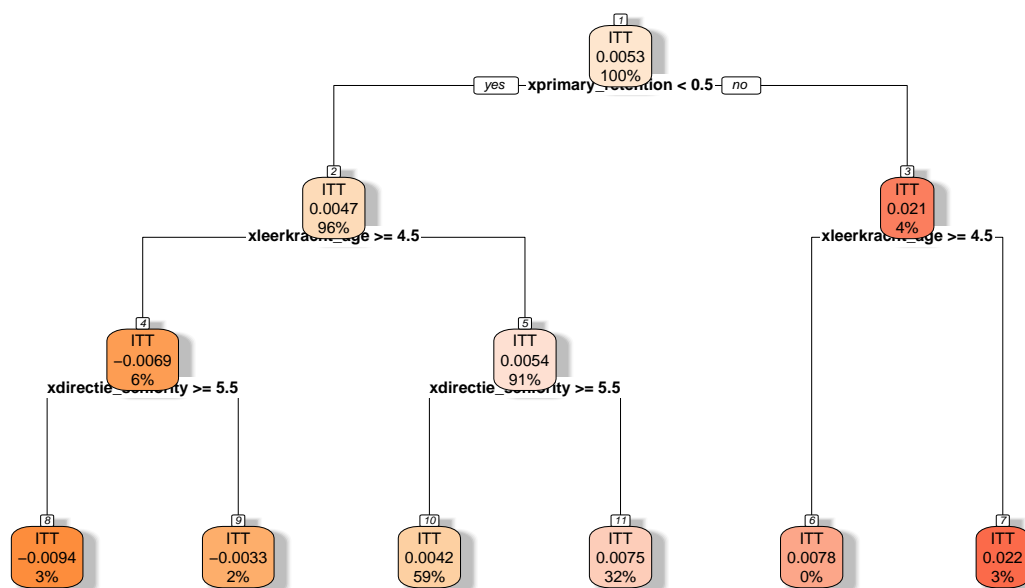 1
ITT
0.0053
100%
yes xprimary_retention < 0.5 no
2
ITT
0.0047
96%
3
ITT
0.021
4%
xleerkracht_age >= 4.5
xleerkracht_age >= 4.5
4
ITT
−0.0069
6%
5
ITT
0.0054
91%
xdirectie_seniority >= 5.5
xdirectie_seniority >= 5.5
8
ITT
−0.0094
3%
9
ITT
−0.0033
2%
10
ITT
0.0042
59%
11
ITT
0.0075
32%
6
ITT
0.0078
0%
7
ITT
0.022
3%